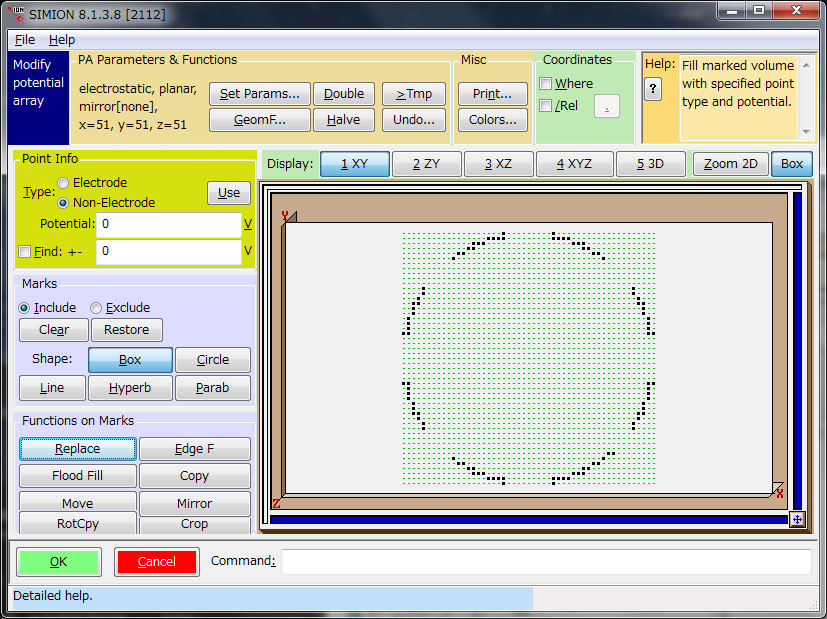 SIMION 8.1.3.8 [2112]
File Help
Modify potential array
PA Parameters & Functions
electrostatic, planar,
mirror[none],
x=51, y=51, z=51
Set Params... Double >Tmp
GeomF... Halve Undo...
Misc
Print...
Colors...
Coordinates
Where
/Rel .
Help:
?
Fill marked volume
with specified point
type and potential.
Point Info
Type: Electrode
Non-Electrode
Use
Potential: 0 V
Find: +- 0 V
Display: 1 XY 2 ZY 3 XZ 4 XYZ 5 3D Zoom 2D Box
Marks
Include Exclude
Clear Restore
Shape: Box Circle
Line Hyperb Parab
Functions on Marks
Replace Edge F
Flood Fill Copy
Move Mirror
RotCpy Crop
Y
Z
X
OK Cancel Command:
Detailed help.